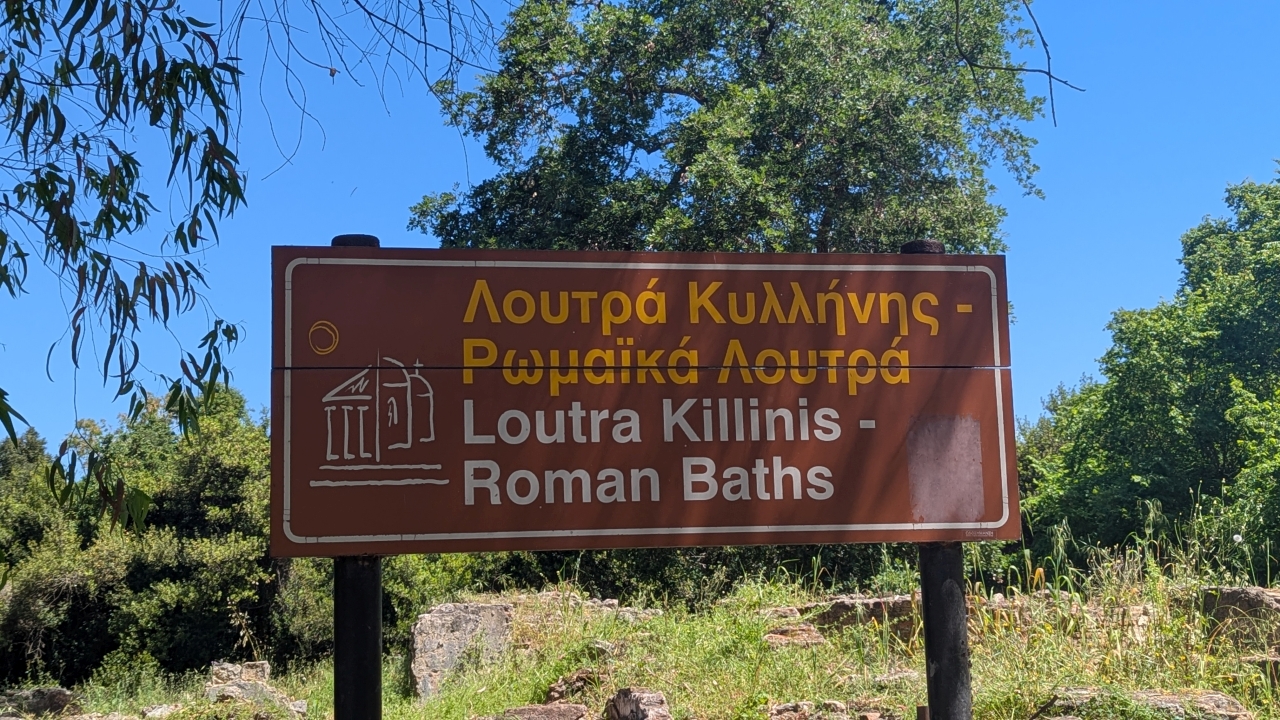 Λουτρά Κυλλήνης -
Ρωμαϊκά Λουτρά
Loutra Killinis -
Roman Baths